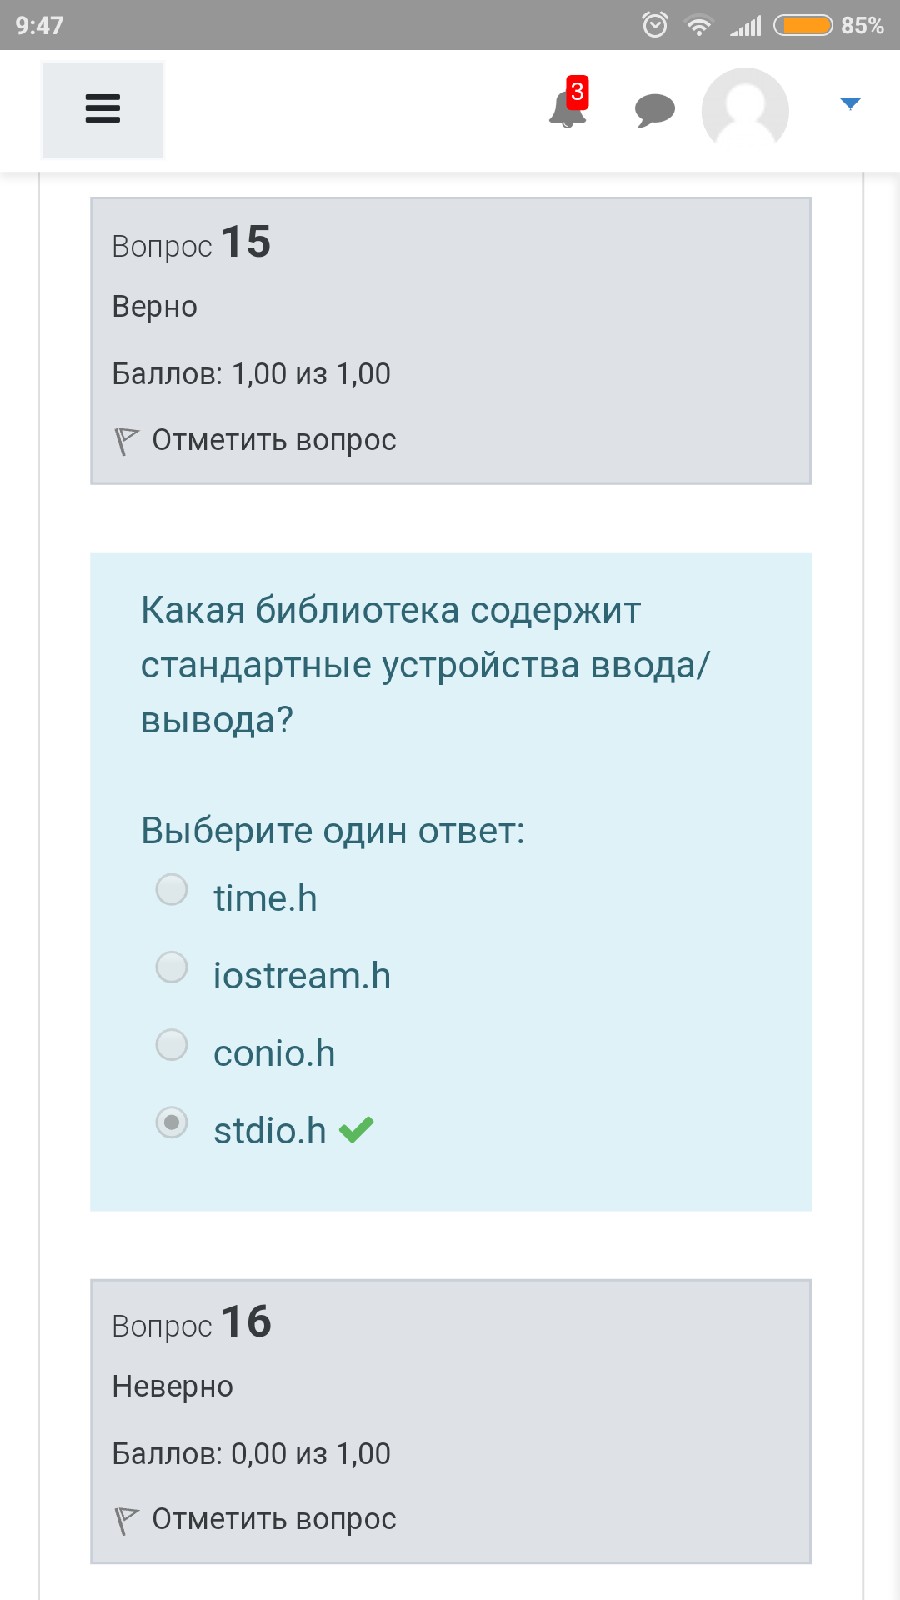 9:47
85%
3
Вопрос 15
Верно
Баллов: 1,00 из 1,00
Отметить вопрос
Какая библиотека содержит
стандартные устройства ввода/
вывода?
Выберите один ответ:
time.h
iostream.h
conio.h
stdio.h
Вопрос 16
Неверно
Баллов: 0,00 из 1,00
Отметить вопрос